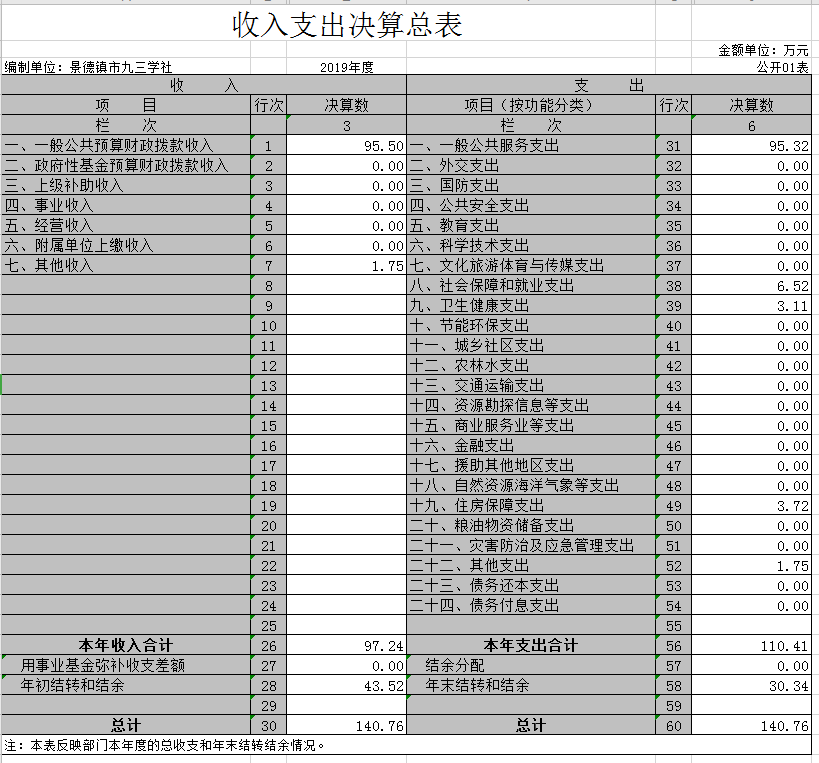 收入支出决算总表
金额单位：万元
编制单位：景德镇市九三学社 2019年度 公开01表
收 入 支 出
项 目 行次 决算数 项目（按功能分类） 行次 决算数
栏 次 3 栏 次 6
一、一般公共预算财政拨款收入 1 95.50 一、一般公共服务支出 31 95.32
二、政府性基金预算财政拨款收入 2 0.00 二、外交支出 32 0.00
三、上级补助收入 3 0.00 三、国防支出 33 0.00
四、事业收入 4 0.00 四、公共安全支出 34 0.00
五、经营收入 5 0.00 五、教育支出 35 0.00
六、附属单位上缴收入 6 0.00 六、科学技术支出 36 0.00
七、其他收入 7 1.75 七、文化旅游体育与传媒支出 37 0.00
8 八、社会保障和就业支出 38 6.52
9 九、卫生健康支出 39 3.11
10 十、节能环保支出 40 0.00
11 十一、城乡社区支出 41 0.00
12 十二、农林水支出 42 0.00
13 十三、交通运输支出 43 0.00
14 十四、资源勘探信息等支出 44 0.00
15 十五、商业服务业等支出 45 0.00
16 十六、金融支出 46 0.00
17 十七、援助其他地区支出 47 0.00
18 十八、自然资源海洋气象等支出 48 0.00
19 十九、住房保障支出 49 3.72
20 二十、粮油物资储备支出 50 0.00
21 二十一、灾害防治及应急管理支出 51 0.00
22 二十二、其他支出 52 1.75
23 二十三、债务还本支出 53 0.00
24 二十四、债务付息支出 54 0.00
25 55
本年收入合计 26 97.24 本年支出合计 56 110.41
用事业基金弥补收支差额 27 0.00 结余分配 57 0.00
年初结转和结余 28 43.52 年末结转和结余 58 30.34
29 59
总计 30 140.76 总计 60 140.76
注：本表反映部门本年度的总收支和年末结转结余情况。